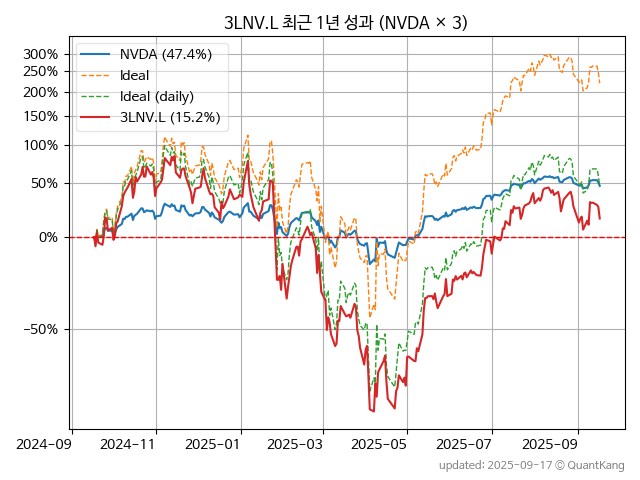 3LNV.L 최근 1년 성과 (NVDA × 3)
NVDA (47.4%)
Ideal
Ideal (daily)
3LNV.L (15.2%)
300%
250%
200%
150%
100%
50%
0%
−50%
2024-09
2024-11
2025-01
2025-03
2025-05
2025-07
2025-09
updated: 2025-09-17 © QuantKang